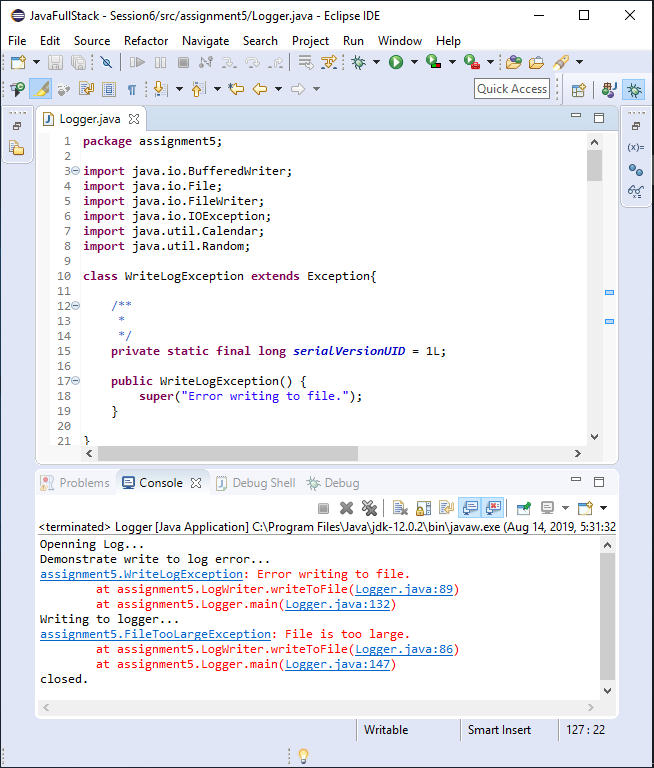 JavaFullStack - Session6/src/assignment5/Logger.java - Eclipse IDE
File Edit Source Refactor Navigate Search Project Run Window Help
Quick Access
Logger.java
1 package assignment5;
2
3 import java.io.BufferedWriter;
4 import java.io.File;
5 import java.io.FileWriter;
6 import java.io.IOException;
7 import java.util.Calendar;
8 import java.util.Random;
9
10 class WriteLogException extends Exception{
11
12 /**
13 *
14 */
15 private static final long serialVersionUID = 1L;
16
17 public WriteLogException() {
18 super("Error writing to file.");
19 }
20
21 }
Problems Console Debug Shell Debug
<terminated> Logger [Java Application] C:\Program Files\Java\jdk-12.0.2\bin\javaw.exe (Aug 14, 2019, 5:31:32
Openning Log...
Demonstrate write to log error...
assignment5.WriteLogException: Error writing to file.
at assignment5.LogWriter.writeToFile(Logger.java:89)
at assignment5.Logger.main(Logger.java:132)
Writing to logger...
assignment5.FileTooLargeException: File is too large.
at assignment5.LogWriter.writeToFile(Logger.java:86)
at assignment5.Logger.main(Logger.java:147)
closed.
Writable Smart Insert 127 : 22